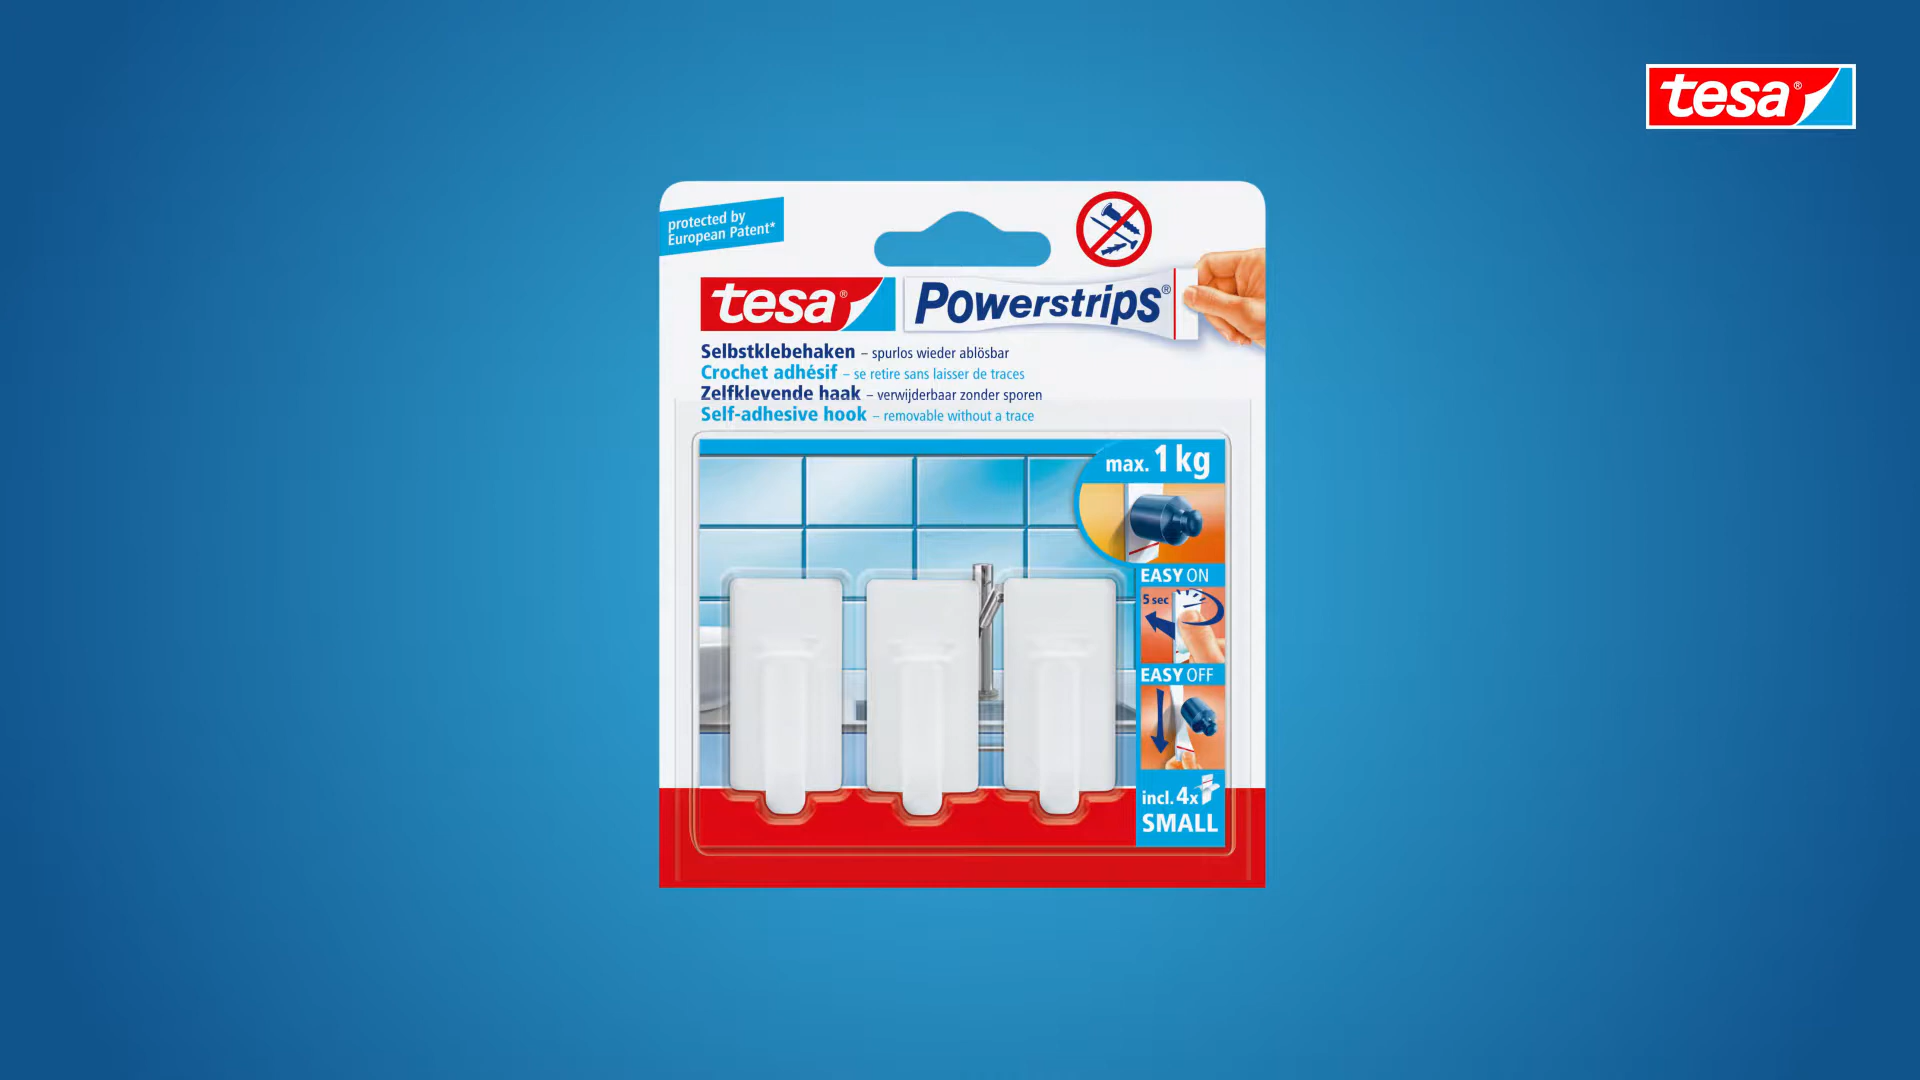 tesa®
protected by
European Patent*
tesa® Powerstrips®
Selbstklebehaken – spurlos wieder ablösbar
Crochet adhésif – se retire sans laisser de traces
Zelfklevende haak – verwijderbaar zonder sporen
Self-adhesive hook – removable without a trace
max. 1 kg
EASY ON
5 sec
EASY OFF
incl. 4x
SMALL